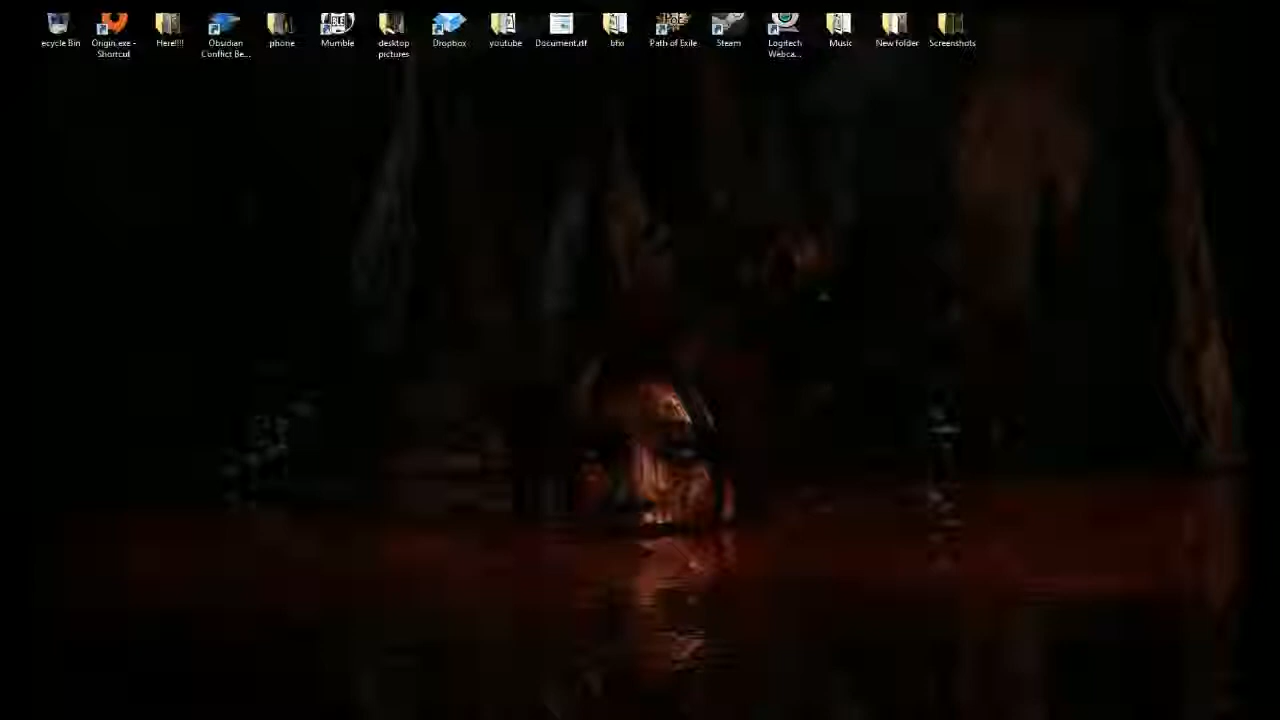 ecycle Bin
Origin.exe - Shortcut
Here!!!!
Obsidian Conflict Be...
phone
Mumble
desktop pictures
Dropbox
youtube
Document.rtf
Path of Exile
Steam
Logitech Webca...
Music
New folder
Screenshots